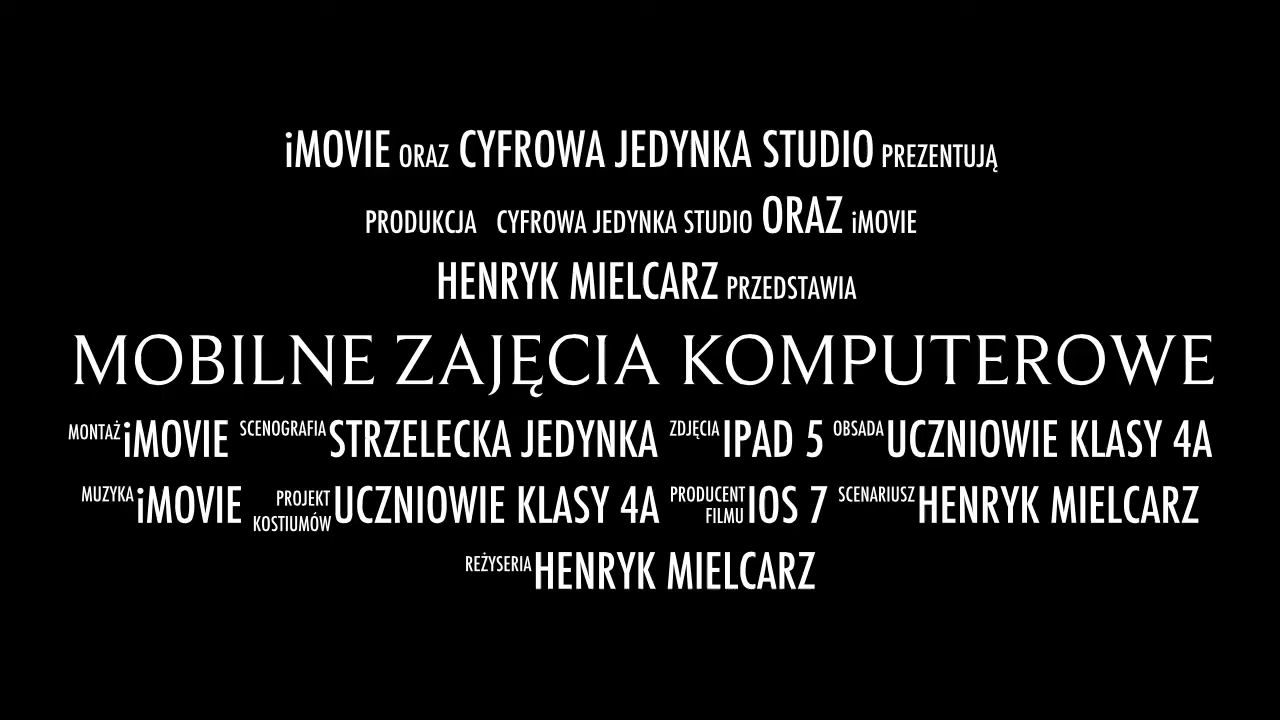 iMOVIE ORAZ CYFROWA JEDYNKA STUDIO PREZENTUJĄ
PRODUKCJA CYFROWA JEDYNKA STUDIO ORAZ iMOVIE
HENRYK MIELCARZ PRZEDSTAWIA
MOBILNE ZAJĘCIA KOMPUTEROWE
MONTAŻ iMOVIE SCENOGRAFIA STRZELECKA JEDYNKA ZDJĘCIA IPAD 5 OBSADA UCZNIOWIE KLASY 4A
MUZYKA iMOVIE PROJEKT KOSTIUMÓW UCZNIOWIE KLASY 4A PRODUCENT FILMU IOS 7 SCENARIUSZ HENRYK MIELCARZ
REŻYSERIA HENRYK MIELCARZ